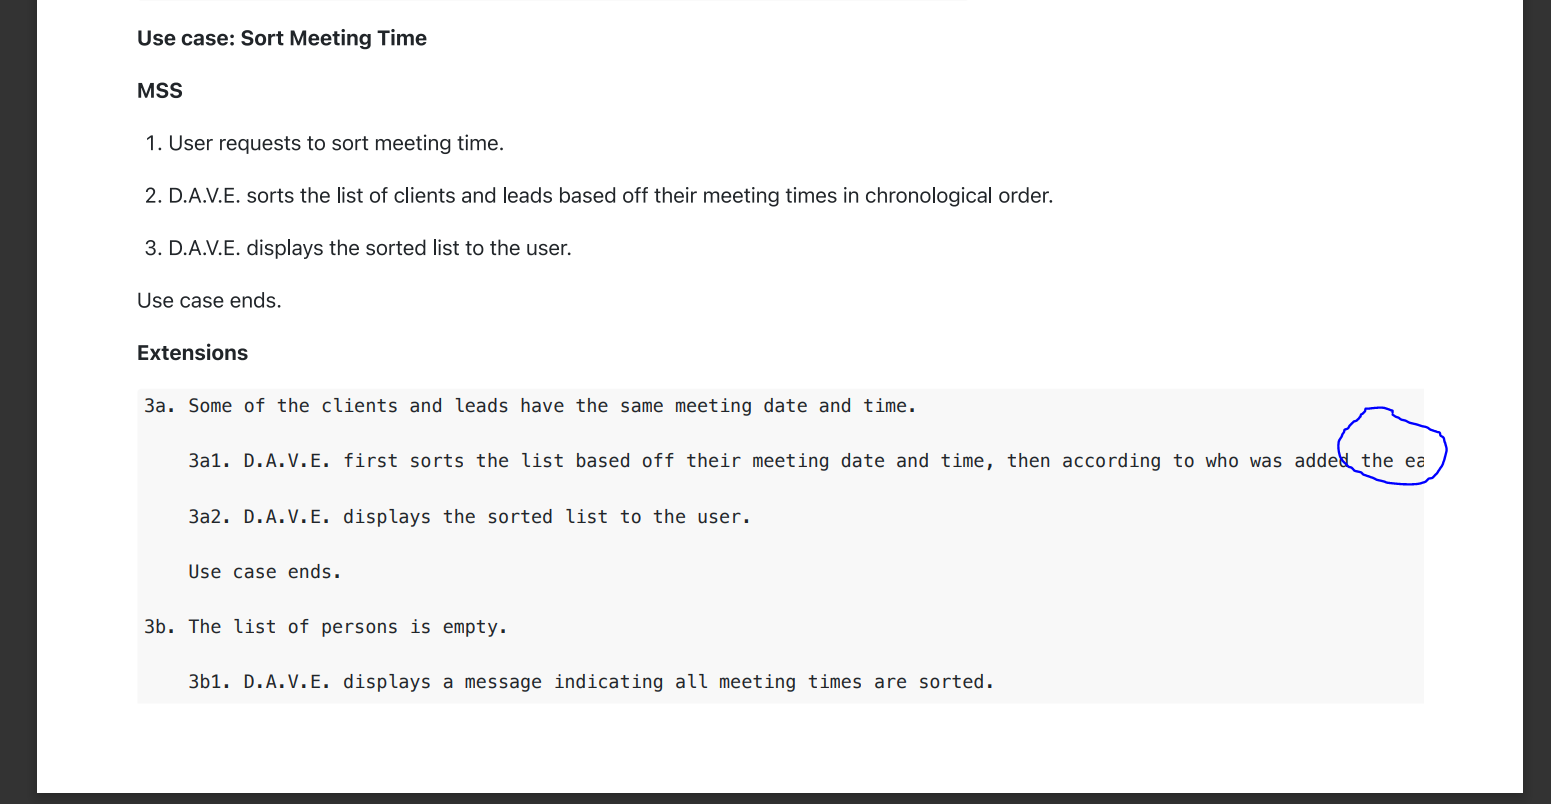 Use case: Sort Meeting Time
MSS
1. User requests to sort meeting time.
2. D.A.V.E. sorts the list of clients and leads based off their meeting times in chronological order.
3. D.A.V.E. displays the sorted list to the user.
Use case ends.
Extensions
3a. Some of the clients and leads have the same meeting date and time.
3a1. D.A.V.E. first sorts the list based off their meeting date and time, then according to who was added the ea
3a2. D.A.V.E. displays the sorted list to the user.
Use case ends.
3b. The list of persons is empty.
3b1. D.A.V.E. displays a message indicating all meeting times are sorted.